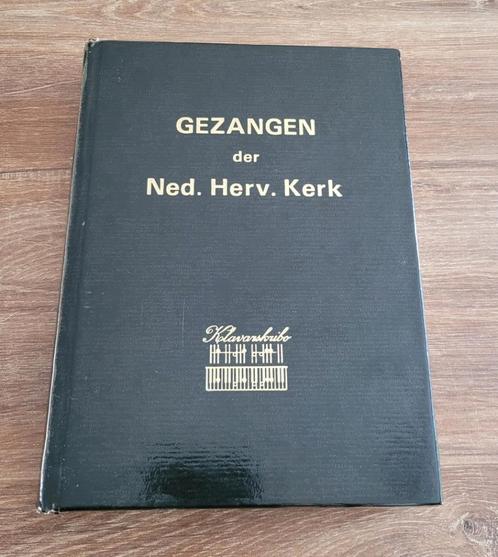 GEZANGEN
der
Ned. Herv. Kerk
Klavarskribo